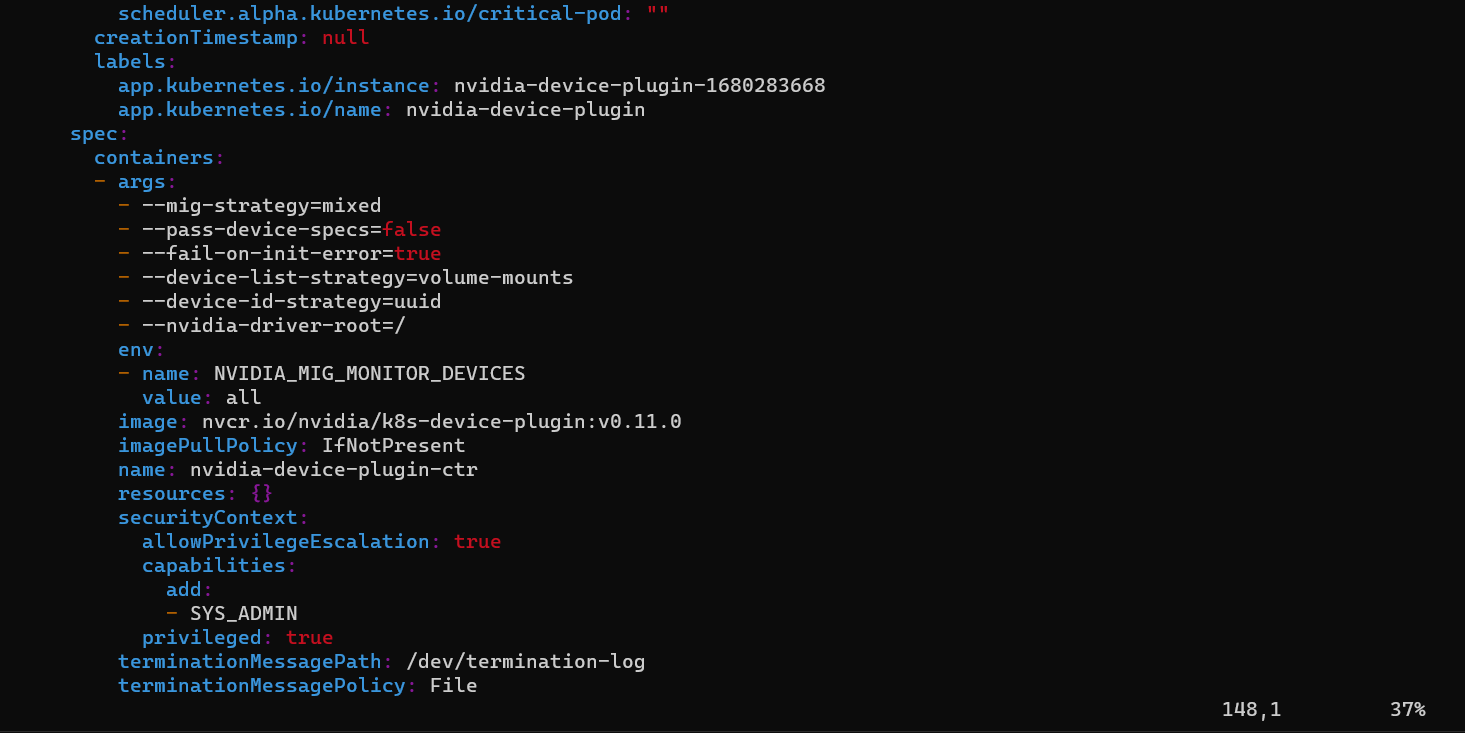 scheduler.alpha.kubernetes.io/critical-pod: ""
creationTimestamp: null
labels:
app.kubernetes.io/instance: nvidia-device-plugin-1680283668
app.kubernetes.io/name: nvidia-device-plugin
spec:
containers:
- args:
- --mig-strategy=mixed
- --pass-device-specs=false
- --fail-on-init-error=true
- --device-list-strategy=volume-mounts
- --device-id-strategy=uuid
- --nvidia-driver-root=/
env:
- name: NVIDIA_MIG_MONITOR_DEVICES
value: all
image: nvcr.io/nvidia/k8s-device-plugin:v0.11.0
imagePullPolicy: IfNotPresent
name: nvidia-device-plugin-ctr
resources: {}
securityContext:
allowPrivilegeEscalation: true
capabilities:
add:
- SYS_ADMIN
privileged: true
terminationMessagePath: /dev/termination-log
terminationMessagePolicy: File
148,1 37%